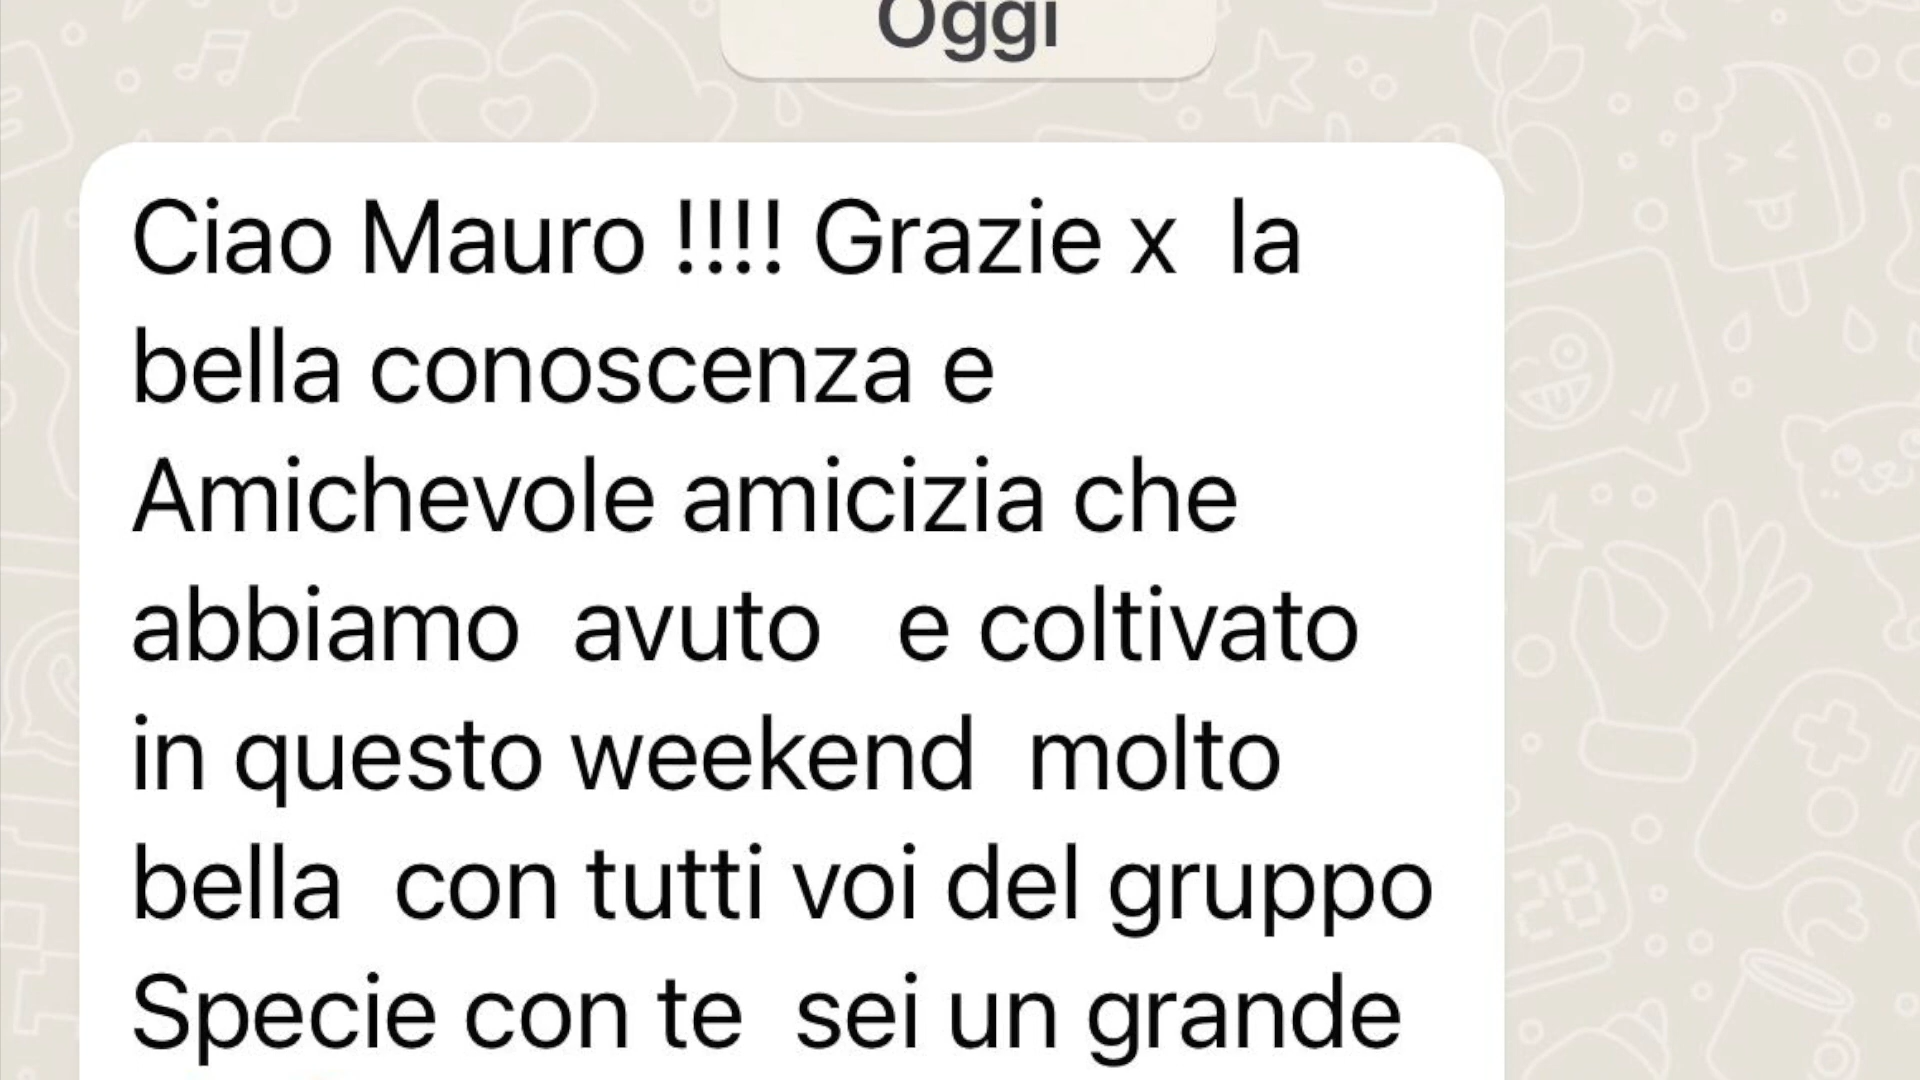 Oggi
Ciao Mauro !!!! Grazie x  la
bella conoscenza e
Amichevole amicizia che
abbiamo  avuto   e coltivato
in questo weekend  molto
bella  con tutti voi del gruppo
Specie con te  sei un grande